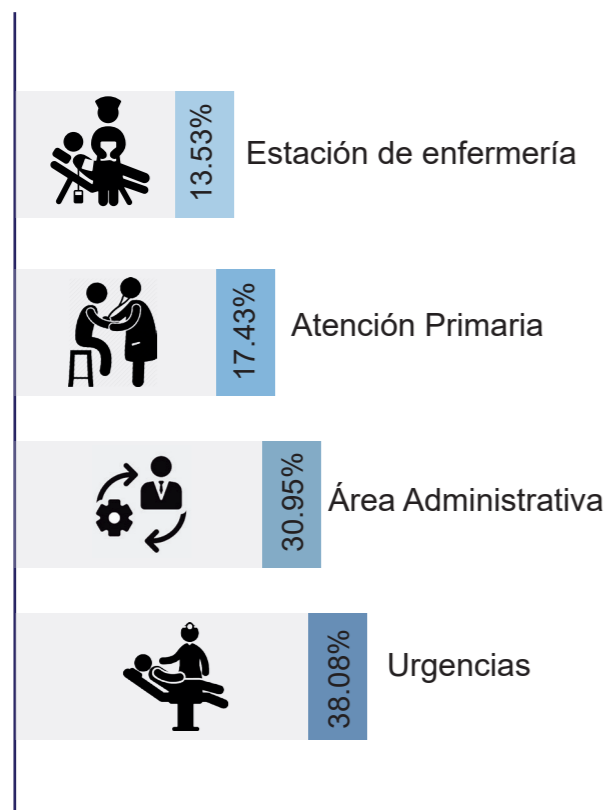 13.53%
Estación de enfermería
17.43%
Atención Primaria
30.95%
Área Administrativa
38.08%
Urgencias